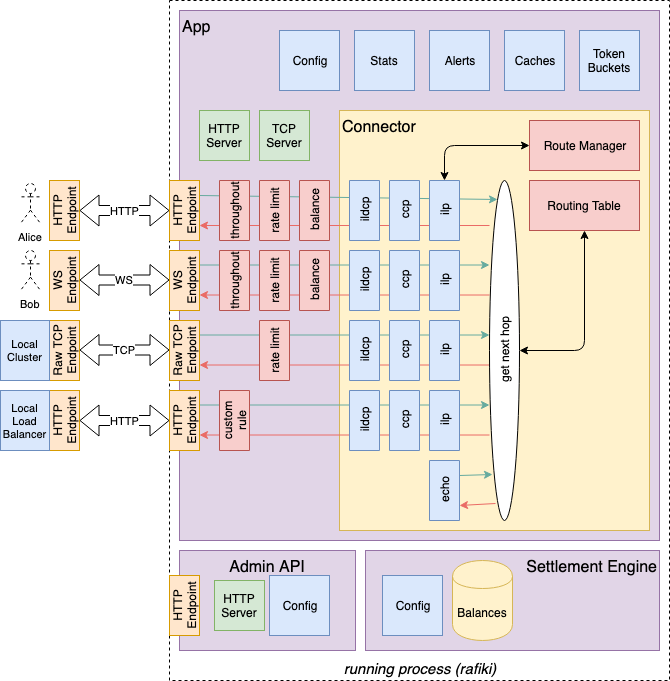 App
Config
Stats
Alerts
Caches
Token
Buckets
HTTP
Server
TCP
Server
Connector
Route Manager
Routing Table
Alice
HTTP
Endpoint
HTTP
HTTP
Endpoint
throughout
rate limit
balance
ildcp
ccp
ilp
Bob
WS
Endpoint
WS
WS
Endpoint
throughout
rate limit
balance
ildcp
ccp
ilp
get next hop
Local
Cluster
Raw TCP
Endpoint
TCP
Raw TCP
Endpoint
rate limit
ildcp
ccp
ilp
Local
Load
Balancer
HTTP
Endpoint
HTTP
HTTP
Endpoint
custom
rule
ildcp
ccp
ilp
echo
Admin API
HTTP
Endpoint
HTTP
Server
Config
Settlement Engine
Config
Balances
running process (rafiki)